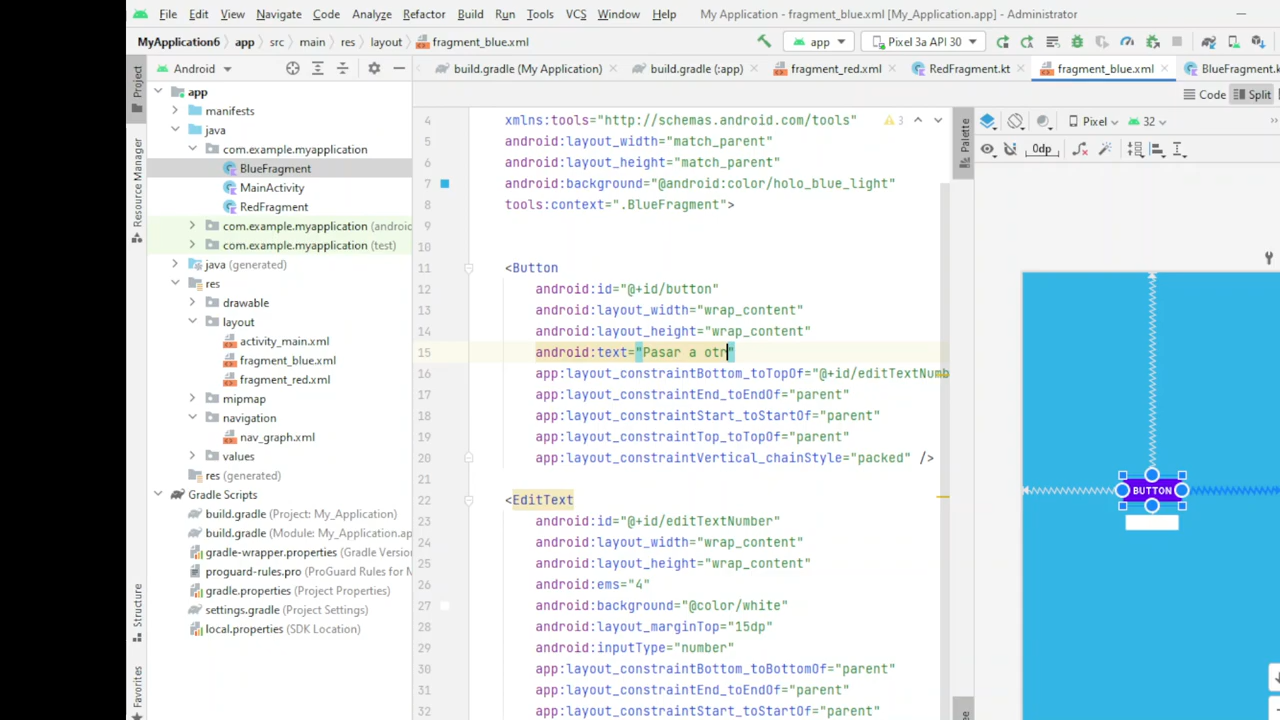 File Edit View Navigate Code Analyze Refactor Build Run Tools VCS Window Help My Application - fragment_blue.xml [My_Application.app] - Administrator
MyApplication6 app src main res layout fragment_blue.xml app Pixel 3a API 30
Android build.gradle (My Application) build.gradle (:app) fragment_red.xml RedFragment.kt fragment_blue.xml BlueFragment.k
Code Split
Pixel 32
0dp
Project
Resource Manager
Structure
Favorites
app
manifests
java
com.example.myapplication
BlueFragment
MainActivity
RedFragment
com.example.myapplication (androi
com.example.myapplication (test)
java (generated)
res
drawable
layout
activity_main.xml
fragment_blue.xml
fragment_red.xml
mipmap
navigation
nav_graph.xml
values
res (generated)
Gradle Scripts
build.gradle (Project: My_Application)
build.gradle (Module: My_Application.ap
gradle-wrapper.properties (Gradle Versior
proguard-rules.pro (ProGuard Rules for M
gradle.properties (Project Properties)
settings.gradle (Project Settings)
local.properties (SDK Location)
4 xmlns:tools="http://schemas.android.com/tools" 3
5 android:layout_width="match_parent"
6 android:layout_height="match_parent"
7 android:background="@android:color/holo_blue_light"
8 tools:context=".BlueFragment">
9
10
11 <Button
12 android:id="@+id/button"
13 android:layout_width="wrap_content"
14 android:layout_height="wrap_content"
15 android:text="Pasar a otr"
16 app:layout_constraintBottom_toTopOf="@+id/editTextNumb
17 app:layout_constraintEnd_toEndOf="parent"
18 app:layout_constraintStart_toStartOf="parent"
19 app:layout_constraintTop_toTopOf="parent"
20 app:layout_constraintVertical_chainStyle="packed" />
21
22 <EditText
23 android:id="@+id/editTextNumber"
24 android:layout_width="wrap_content"
25 android:layout_height="wrap_content"
26 android:ems="4"
27 android:background="@color/white"
28 android:layout_marginTop="15dp"
29 android:inputType="number"
30 app:layout_constraintBottom_toBottomOf="parent"
31 app:layout_constraintEnd_toEndOf="parent"
32 app:layout_constraintStart_toStartOf="parent"
Palette
BUTTON